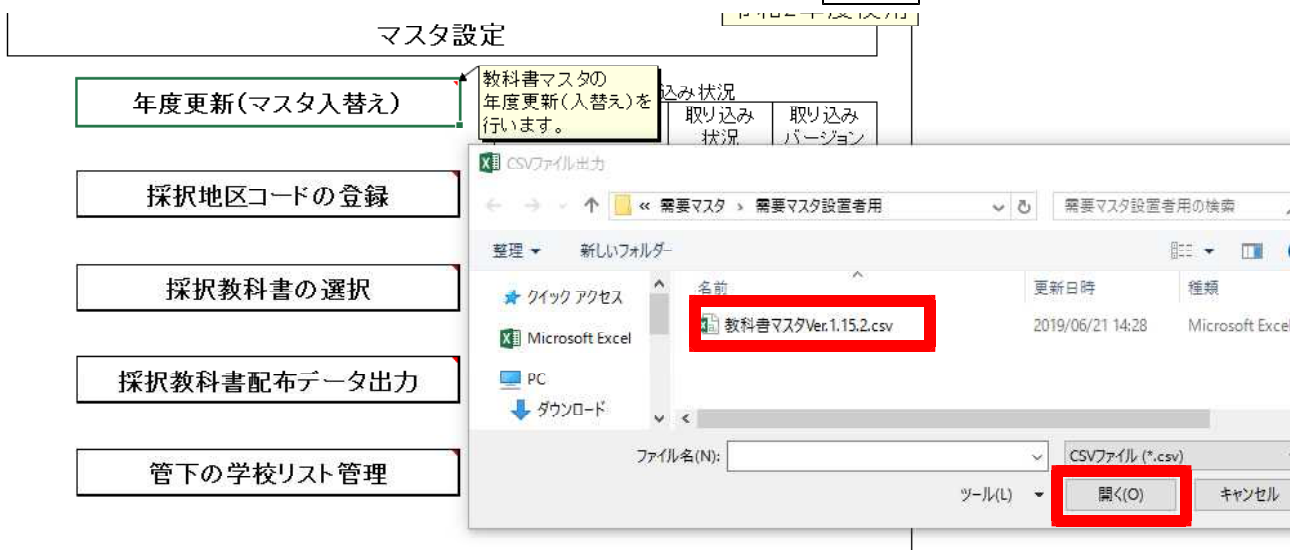 令和2年度使用
マスタ設定
年度更新(マスタ入替え)
教科書マスタの
年度更新(入替え)を
行います。
込み状況
取り込み
状況
取り込み
バージョン
採択地区コードの登録
採択教科書の選択
採択教科書配布データ出力
管下の学校リスト管理
CSVファイル出力
« 需要マスタ › 需要マスタ設置者用
需要マスタ設置者用の検索
整理
新しいフォルダー
クイック アクセス
Microsoft Excel
PC
ダウンロード
名前
更新日時
種類
教科書マスタVer.1.15.2.csv
2019/06/21 14:28
Microsoft Excel
ファイル名(N):
CSVファイル (*.csv)
ツール(L)
開く(O)
キャンセル